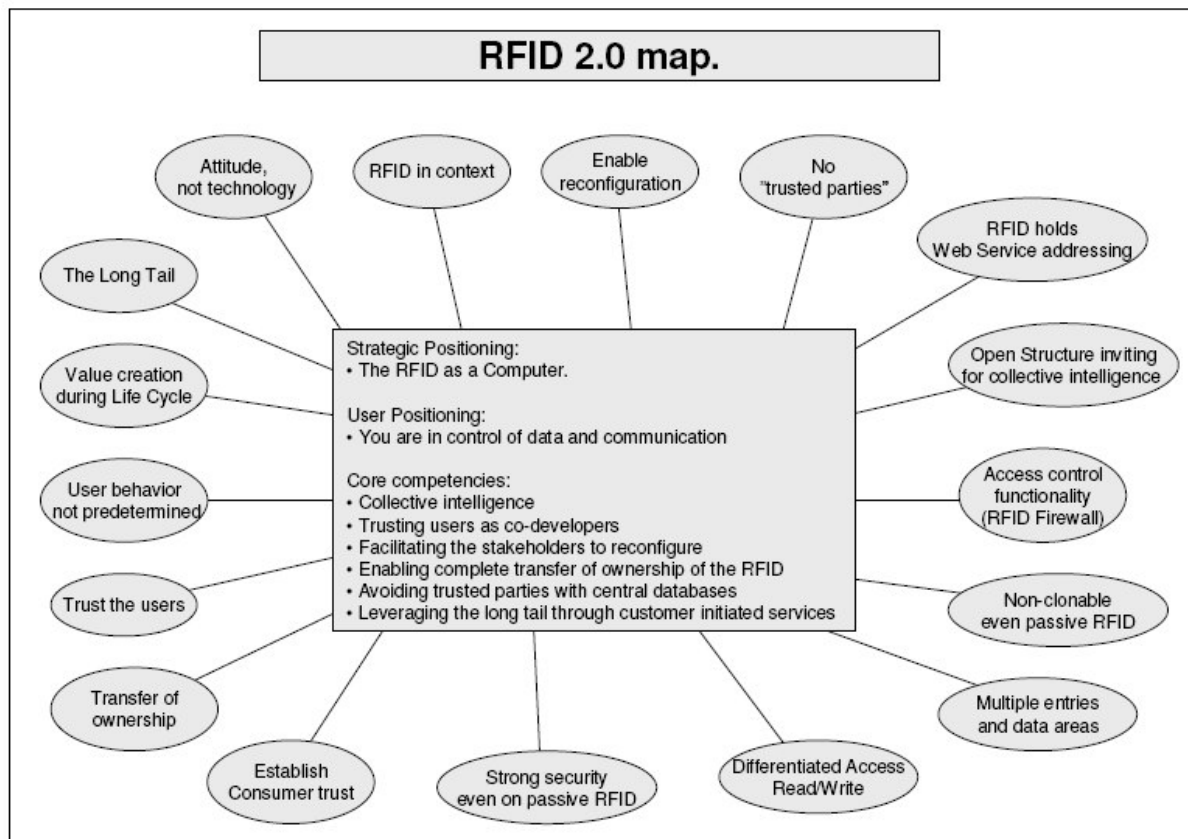 RFID 2.0 map.
Attitude,
not technology
RFID in context
Enable
reconfiguration
No
"trusted parties”
RFID holds
Web Service addressing
The Long Tail
Open Structure inviting
for collective intelligence
Value creation
during Life Cycle
Access control
functionality
(RFID Firewall)
User behavior
not predetermined
Non-clonable
even passive RFID
Trust the users
Multiple entries
and data areas
Transfer of
ownership
Differentiated Access
Read/Write
Strong security
even on passive RFID
Establish
Consumer trust
Strategic Positioning:
• The RFID as a Computer.
User Positioning:
• You are in control of data and communication
Core competencies:
• Collective intelligence
• Trusting users as co-developers
• Facilitating the stakeholders to reconfigure
• Enabling complete transfer of ownership of the RFID
• Avoiding trusted parties with central databases
• Leveraging the long tail through customer initiated services